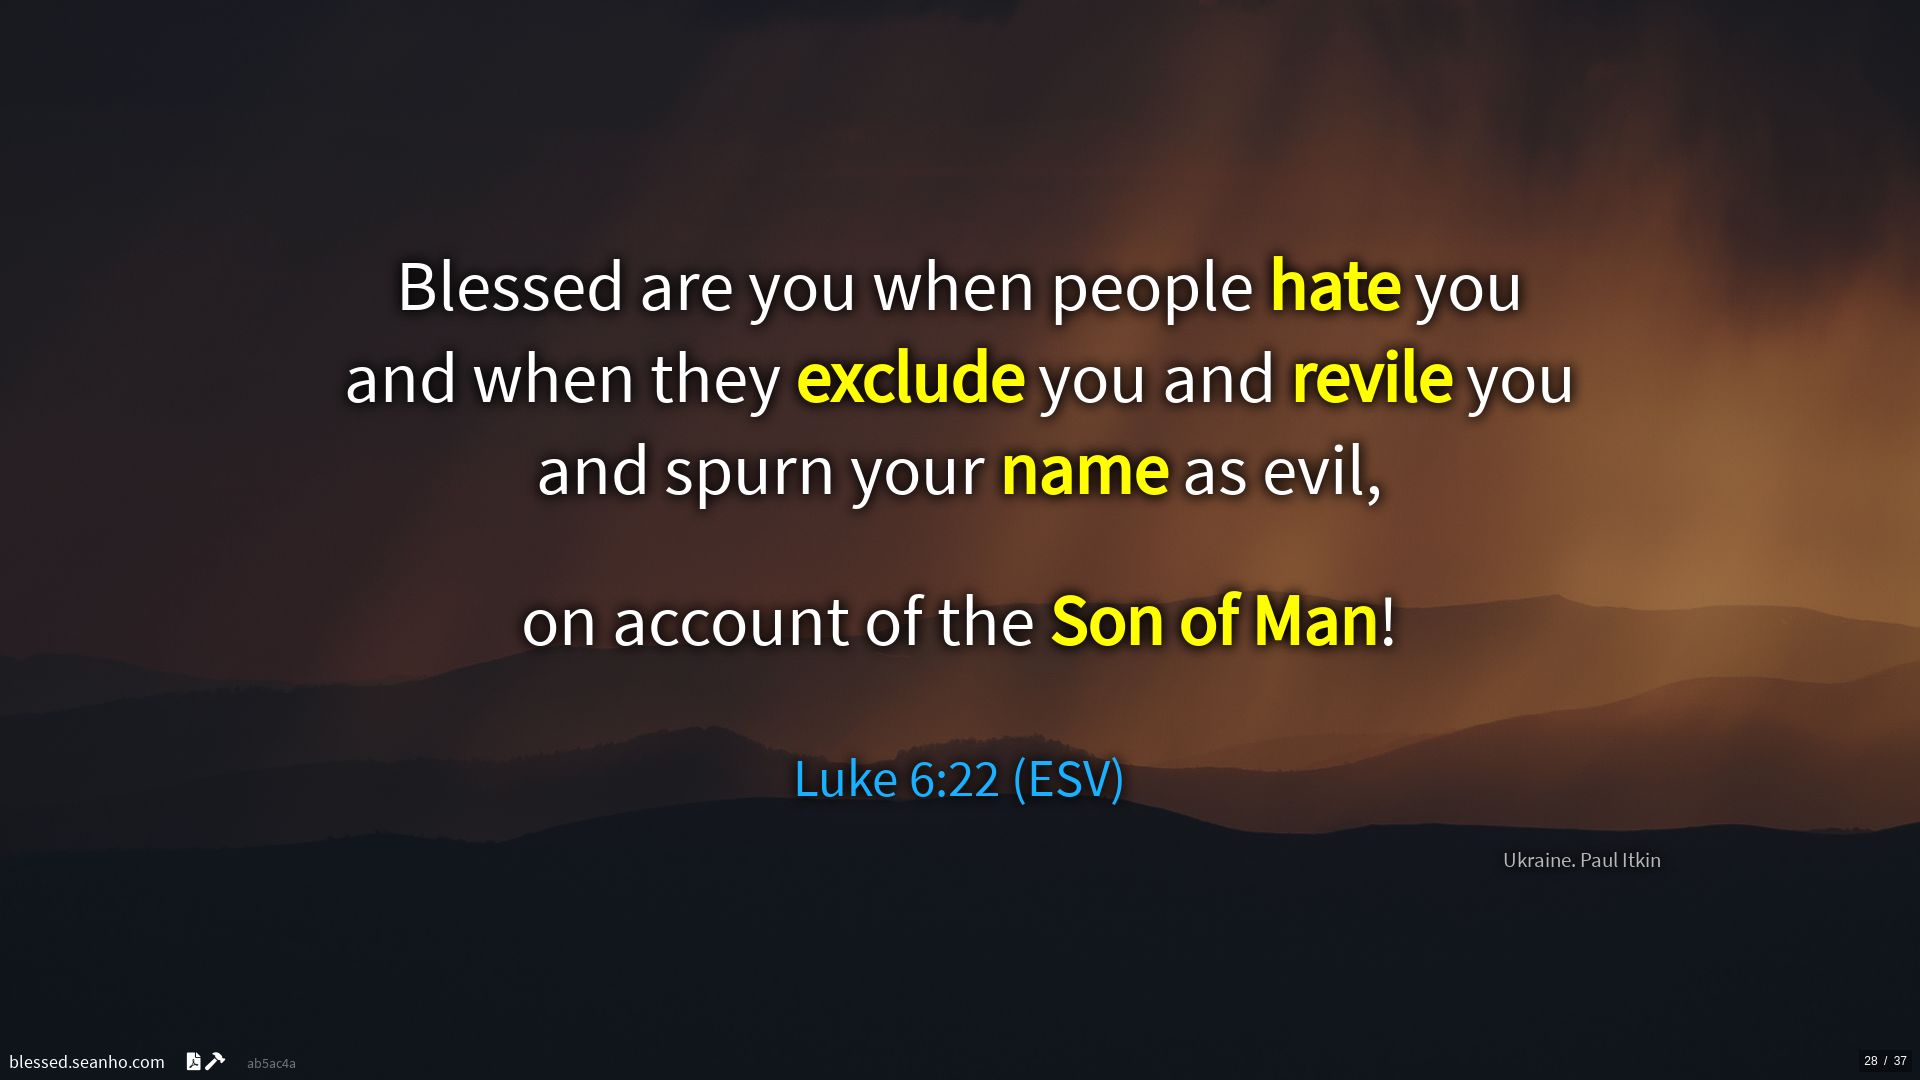 Blessed are you when people hate you
and when they exclude you and revile you
and spurn your name as evil,
on account of the Son of Man!
Luke 6:22 (ESV)
Ukraine. Paul Itkin
blessed.seanho.com ab5ac4a
28 / 37